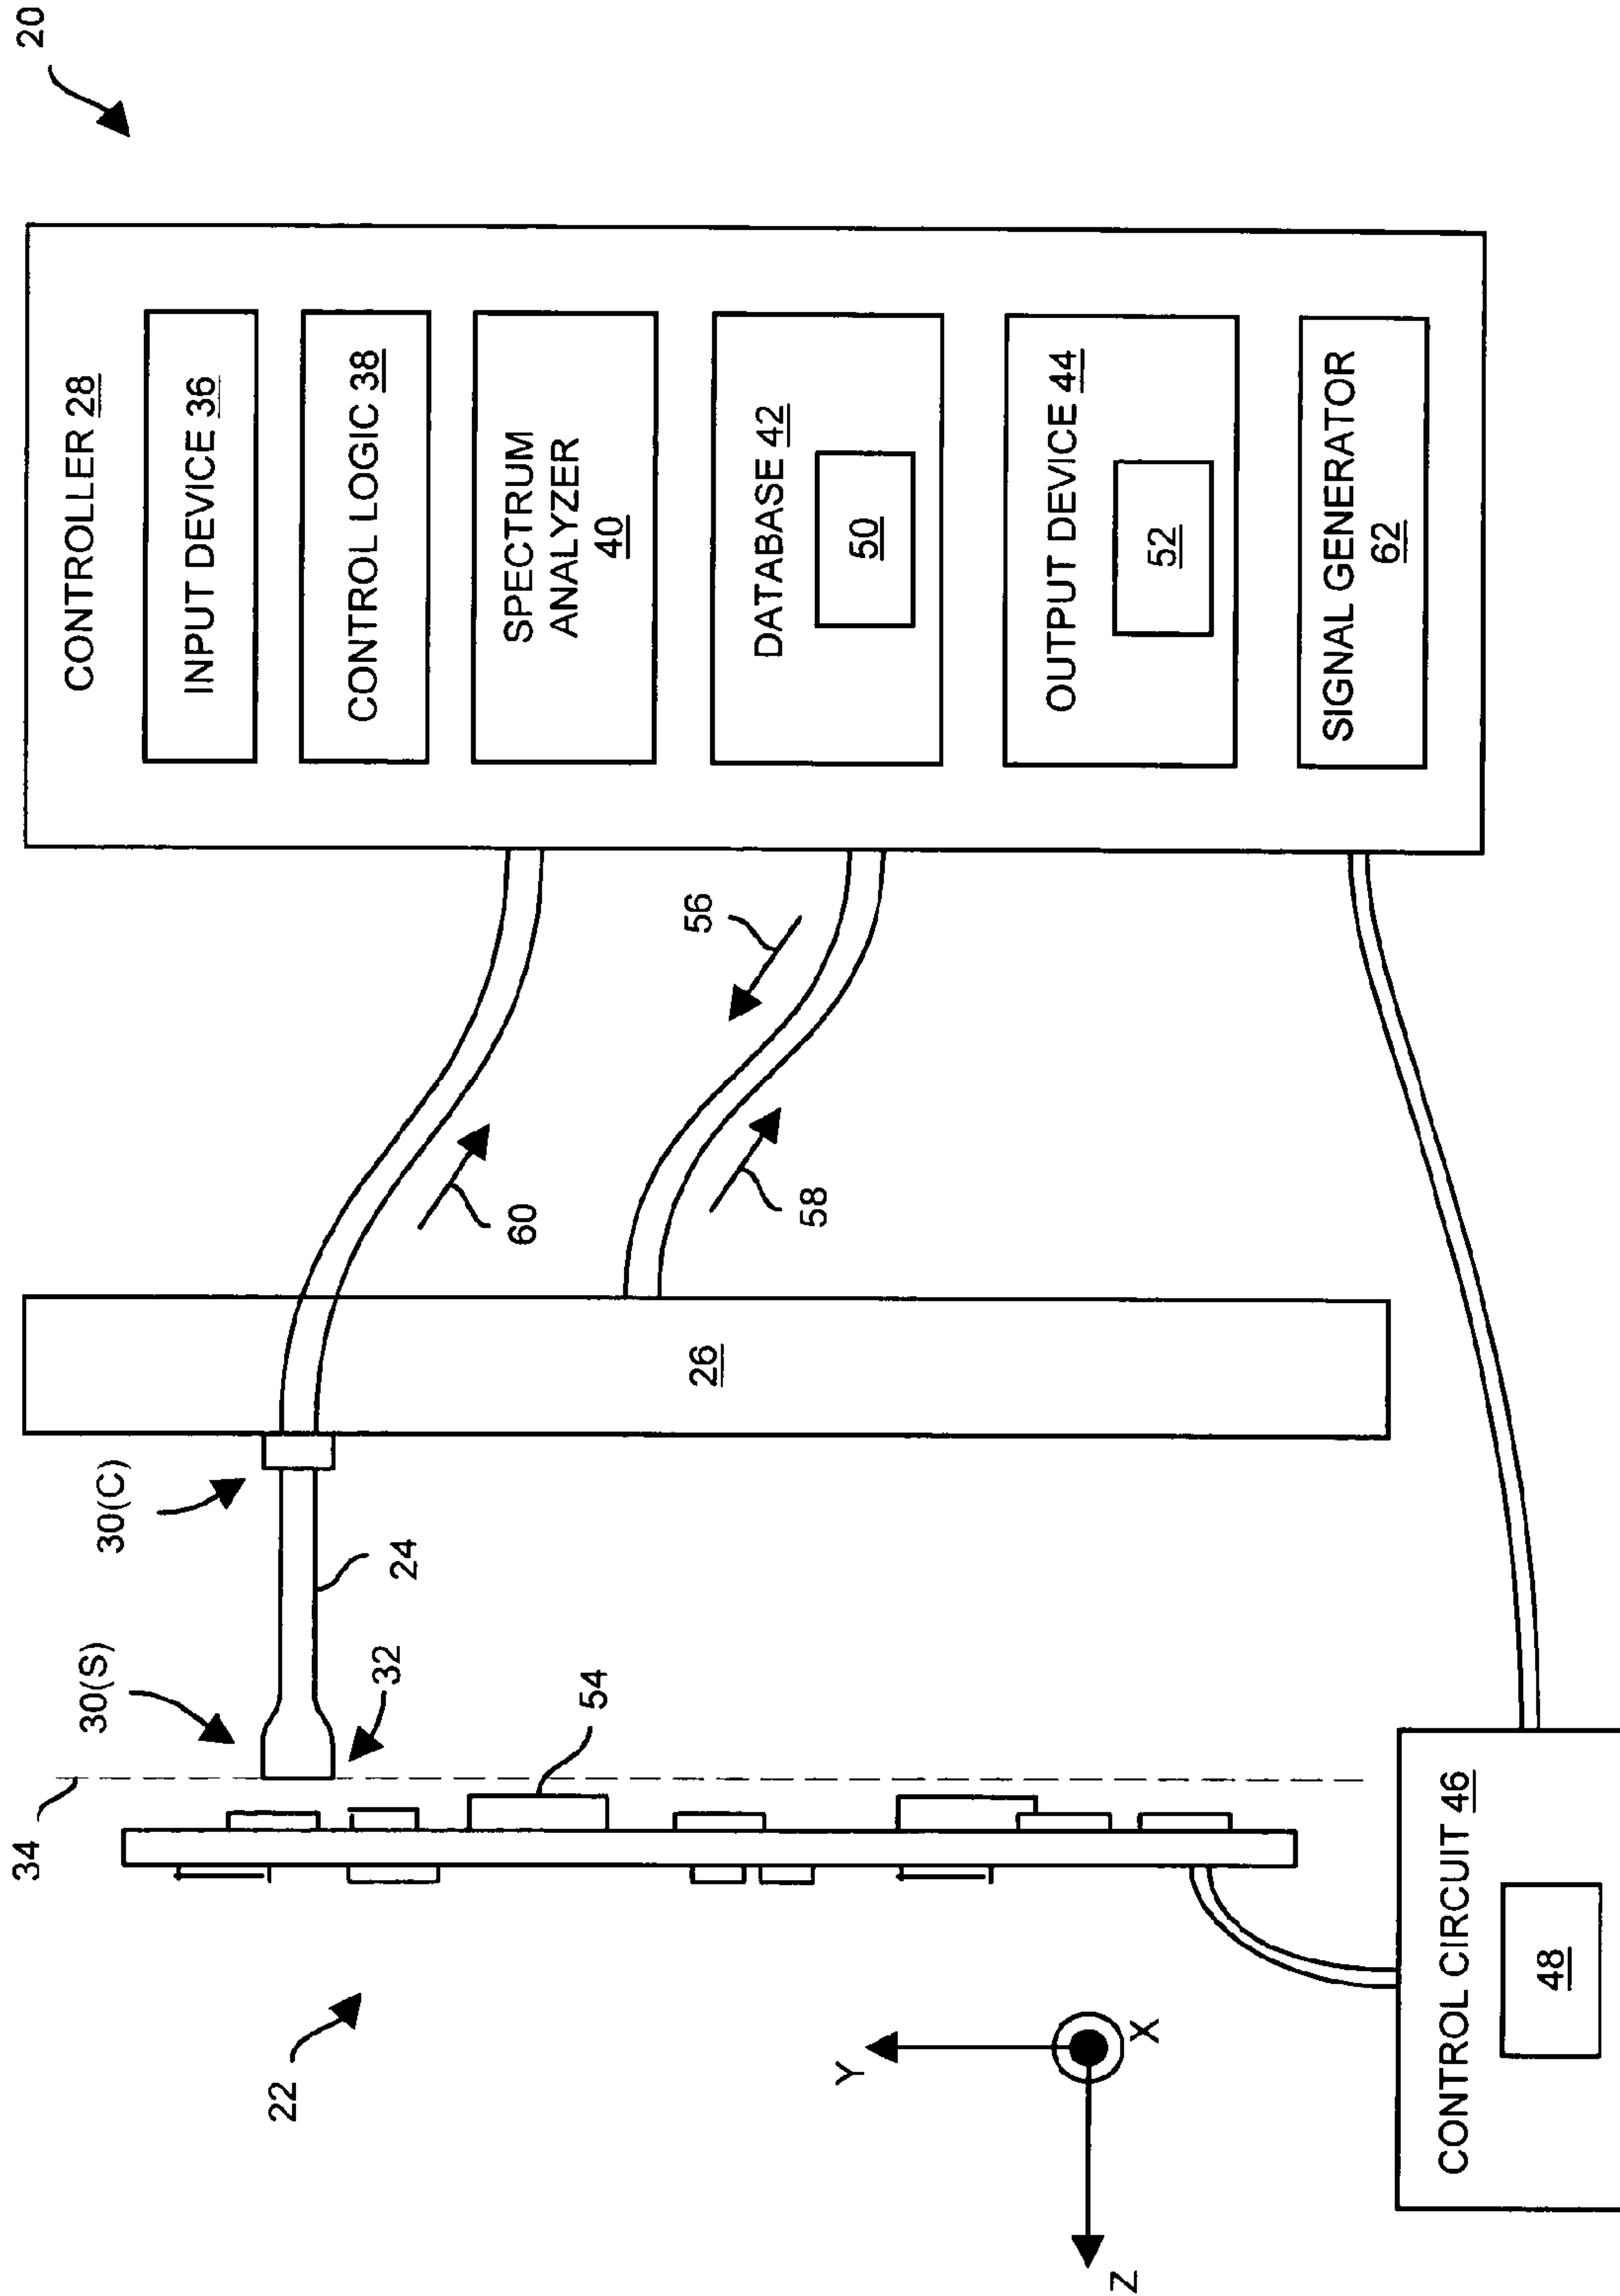 20
CONTROLLER 28
INPUT DEVICE 36
CONTROL LOGIC 38
SPECTRUM
ANALYZER
40
DATABASE 42
50
OUTPUT DEVICE 44
52
SIGNAL GENERATOR
62
56
58
60
26
30(C)
24
30(S)
32
54
34
22
Y
X
Z
CONTROL CIRCUIT 46
48